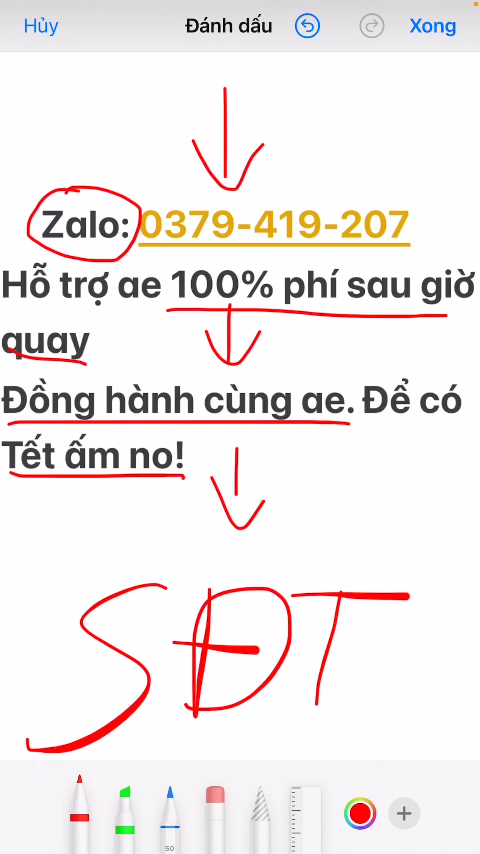 Hủy Đánh dấu Xong
Zalo: 0379-419-207
Hỗ trợ ae 100% phí sau giờ
quay
Đồng hành cùng ae. Để có
Tết ấm no!
SĐT
50